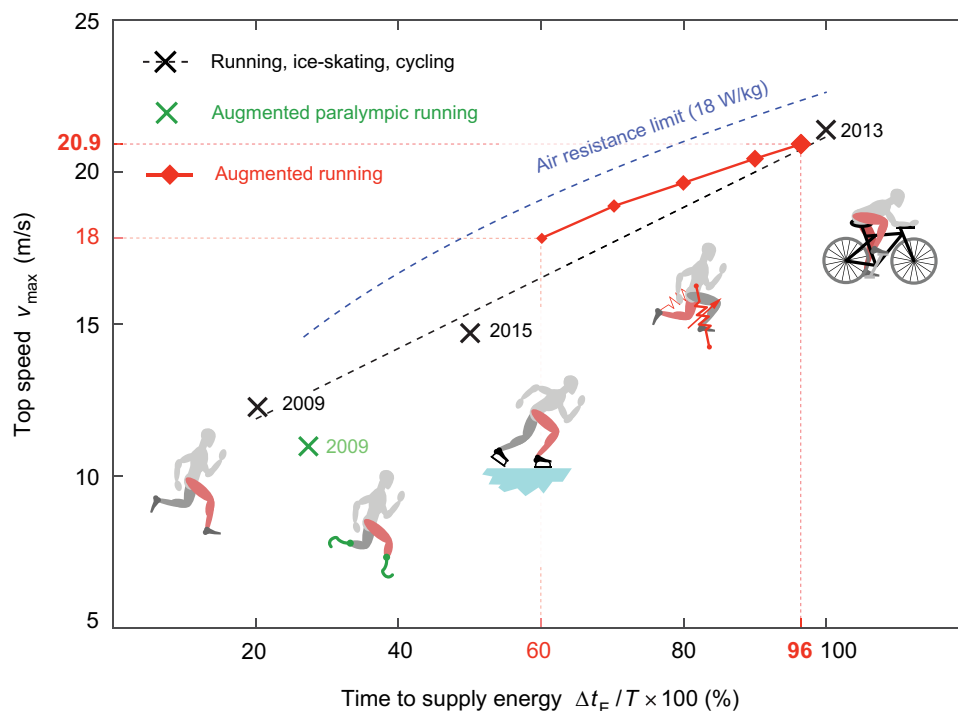 25
Running, ice-skating, cycling
Augmented paralympic running
Air resistance limit (18 W/kg)
2013
20.9
20
Augmented running
18
15
2015
2009
2009
10
5
20
40
60
80
96
100
Top speed v_max (m/s)
Time to supply energy Δt_E / T × 100 (%)